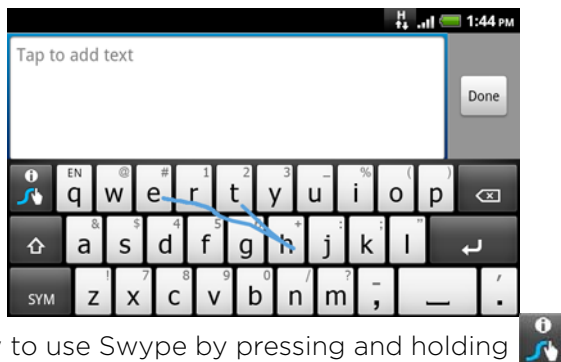 H 1:44 PM
Tap to add text
Done
i EN q @ w # e 1 r 2 t 3 y _ u % i ( o ) p
& a $ s 4 d 5 f g + h : j ; k " l
SYM ! z 7 x 8 c 9 v 0 b / n ? m - ; ' .
to use Swype by pressing and holding i